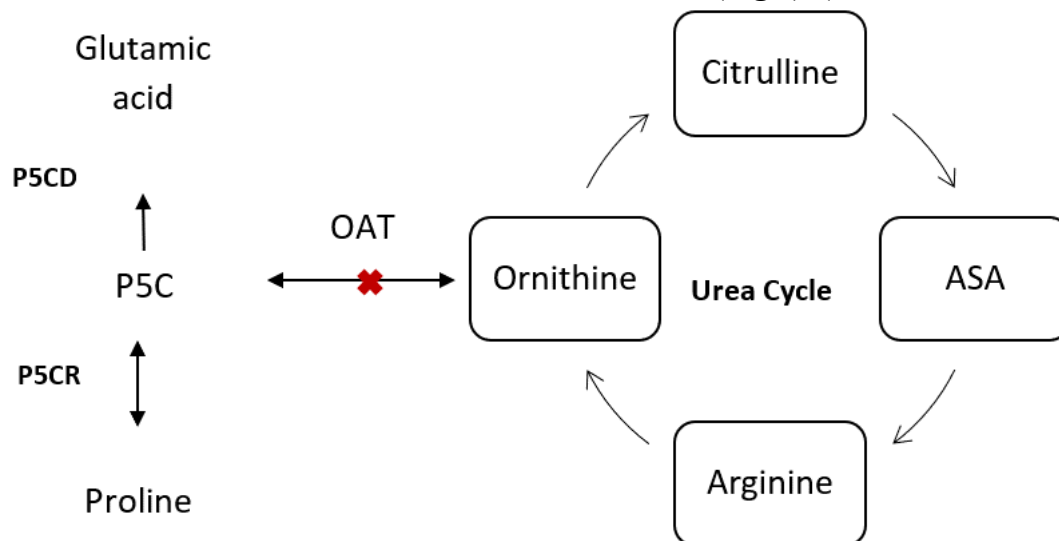 Glutamic
acid
P5CD
P5C
P5CR
Proline
OAT
Citrulline
Ornithine
Urea Cycle
ASA
Arginine